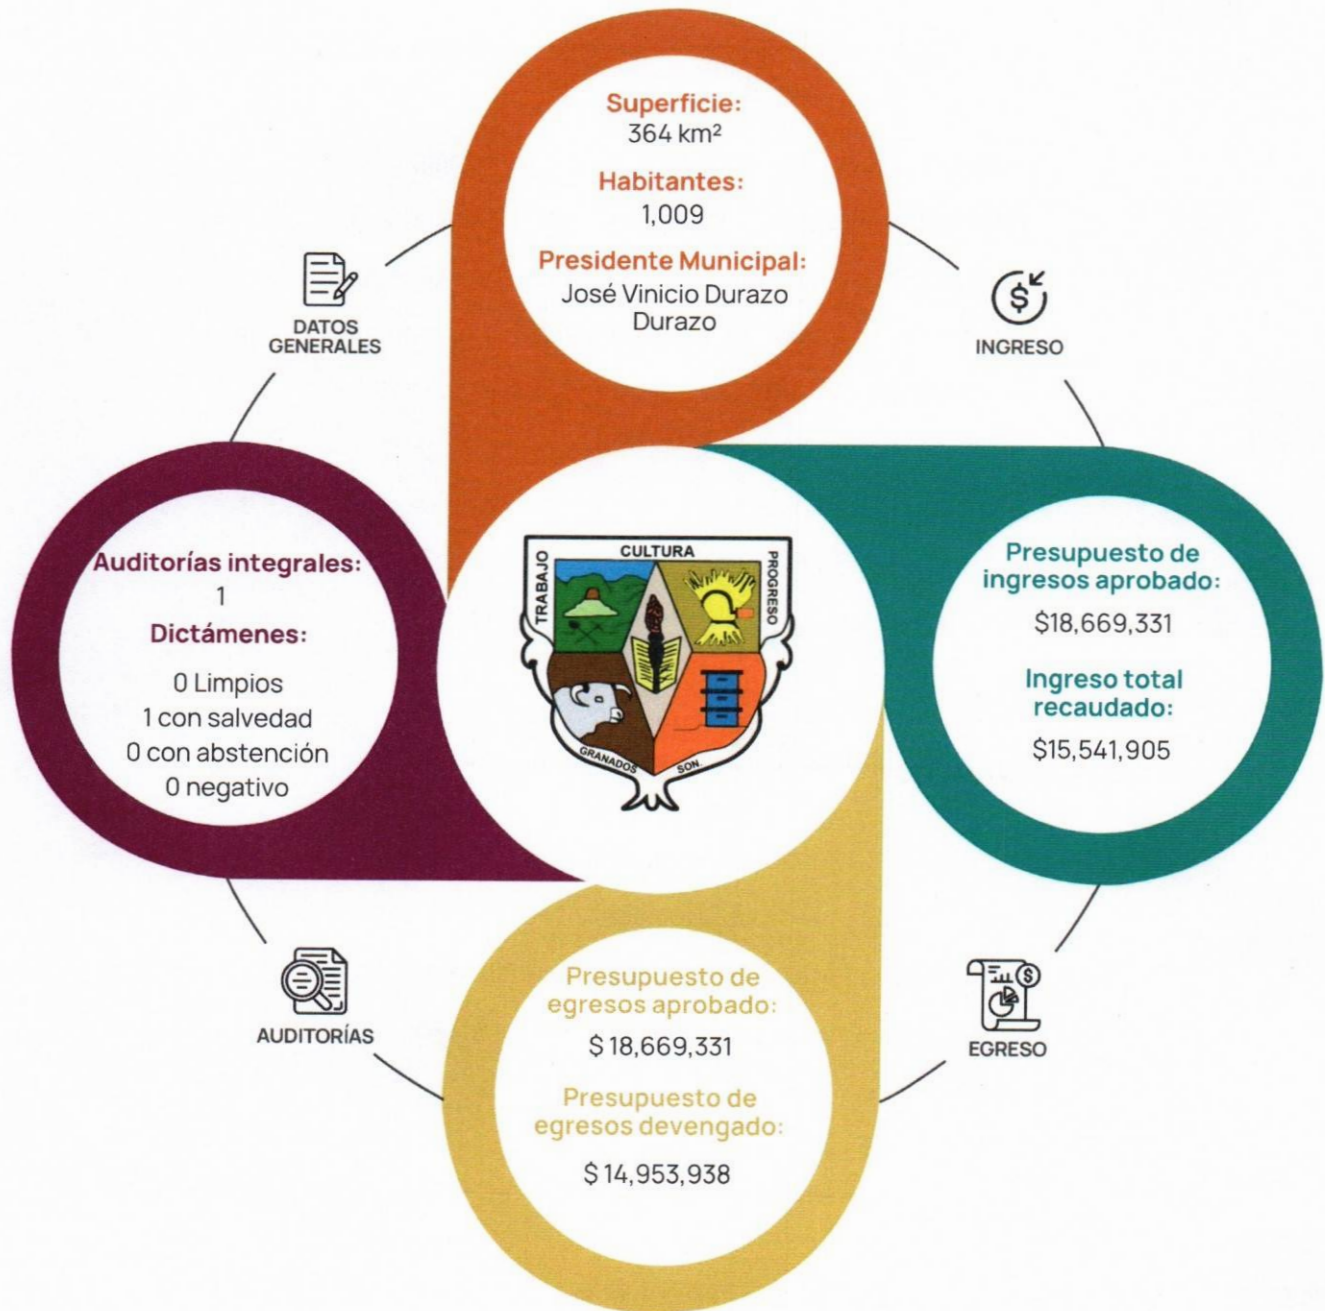 Superficie:
364 km²
Habitantes:
1,009
Presidente Municipal:
José Vinicio Durazo
Durazo
DATOS
GENERALES
INGRESO
Auditorías integrales:
1
Dictámenes:
0 Limpios
1 con salvedad
0 con abstención
0 negativo
TRABAJO
CULTURA
PROGRESO
GRANADOS
SON.
Presupuesto de
ingresos aprobado:
$18,669,331
Ingreso total
recaudado:
$15,541,905
AUDITORÍAS
EGRESO
Presupuesto de
egresos aprobado:
$ 18,669,331
Presupuesto de
egresos devengado:
$ 14,953,938